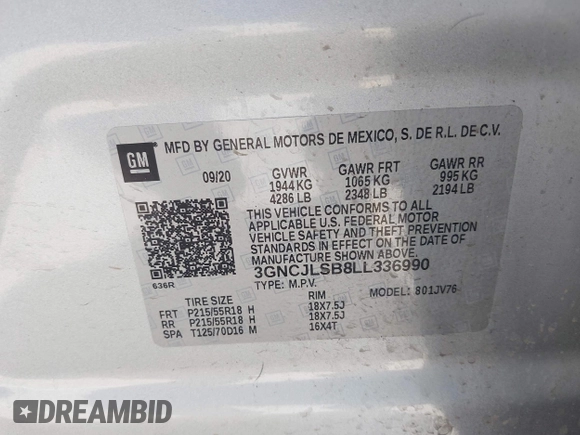 GM
MFD BY GENERAL MOTORS DE MEXICO, S. DE R.L. DE C.V.
09/20 GVWR GAWR FRT GAWR RR
1944 KG 1065 KG 995 KG
4286 LB 2348 LB 2194 LB
THIS VEHICLE CONFORMS TO ALL
APPLICABLE U.S. FEDERAL MOTOR
VEHICLE SAFETY AND THEFT PREVENTION
STANDARDS IN EFFECT ON THE DATE OF
MANUFACTURE SHOWN ABOVE.
3GNCJLSB8LL336990
636R
TYPE: M.P.V. MODEL: 801JV76
TIRE SIZE RIM
FRT P215/55R18 H 18X7.5J
RR P215/55R18 H 18X7.5J
SPA T125/70D16 M 16X4T
DREAMBID